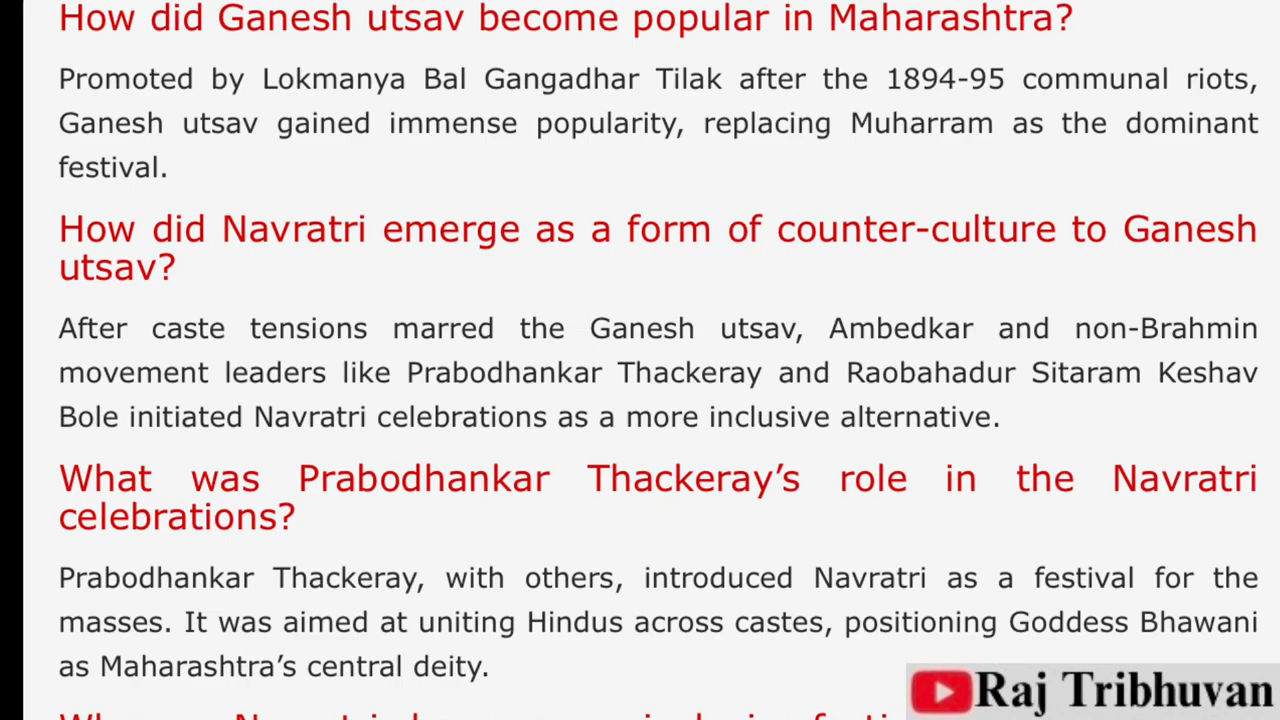 How did Ganesh utsav become popular in Maharashtra?
Promoted by Lokmanya Bal Gangadhar Tilak after the 1894-95 communal riots,
Ganesh utsav gained immense popularity, replacing Muharram as the dominant
festival.
How did Navratri emerge as a form of counter-culture to Ganesh
utsav?
After caste tensions marred the Ganesh utsav, Ambedkar and non-Brahmin
movement leaders like Prabodhankar Thackeray and Raobahadur Sitaram Keshav
Bole initiated Navratri celebrations as a more inclusive alternative.
What was Prabodhankar Thackeray’s role in the Navratri
celebrations?
Prabodhankar Thackeray, with others, introduced Navratri as a festival for the
masses. It was aimed at uniting Hindus across castes, positioning Goddess Bhawani
as Maharashtra’s central deity.
Raj Tribhuvan